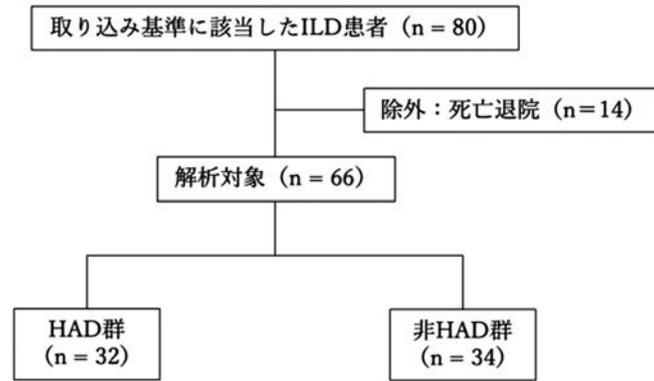 取り込み基準に該当したILD患者（n = 80）
除外：死亡退院（n＝14）
解析対象（n = 66）
HAD群
（n = 32）
非HAD群
（n = 34）